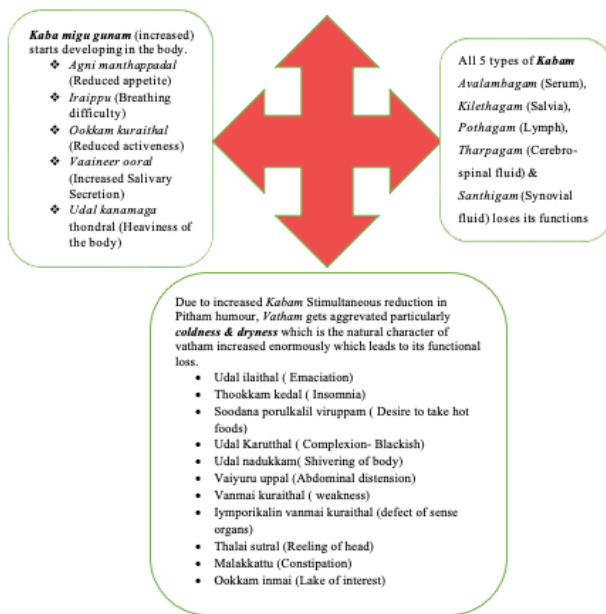 Kaba migu gunam (increased)
starts developing in the body.
❖ Agni manthappadal
(Reduced appetite)
❖ Iraippu (Breathing
difficulty)
❖ Ookkam kuraithal
(Reduced activeness)
❖ Vaaineer ooral
(Increased Salivary
Secretion)
❖ Udal kanamaga
thondral (Heaviness of
the body)
All 5 types of Kabam
Avalambagam (Serum),
Kilethagam (Salvia),
Pothagam (Lymph),
Tharpagam (Cerebro-
spinal fluid) &
Santhigam (Synovial
fluid) loses its functions
Due to increased Kabam Stimultaneous reduction in
Pitham humour, Vatham gets aggrevated particularly
coldness & dryness which is the natural character of
vatham increased enormously which leads to its functional
loss.
• Udal ilaithal ( Emaciation)
• Thookkam kedal ( Insomnia)
• Soodana porulkalil viruppam ( Desire to take hot
foods)
• Udal Karutthal ( Complexion- Blackish)
• Udal nadukkam( Shivering of body)
• Vaiyuru uppal (Abdominal distension)
• Vanmai kuraithal ( weakness)
• Iymporikalin vanmai kuraithal (defect of sense
organs)
• Thalai sutral (Reeling of head)
• Malakkattu (Constipation)
• Ookkam inmai (Lake of interest)